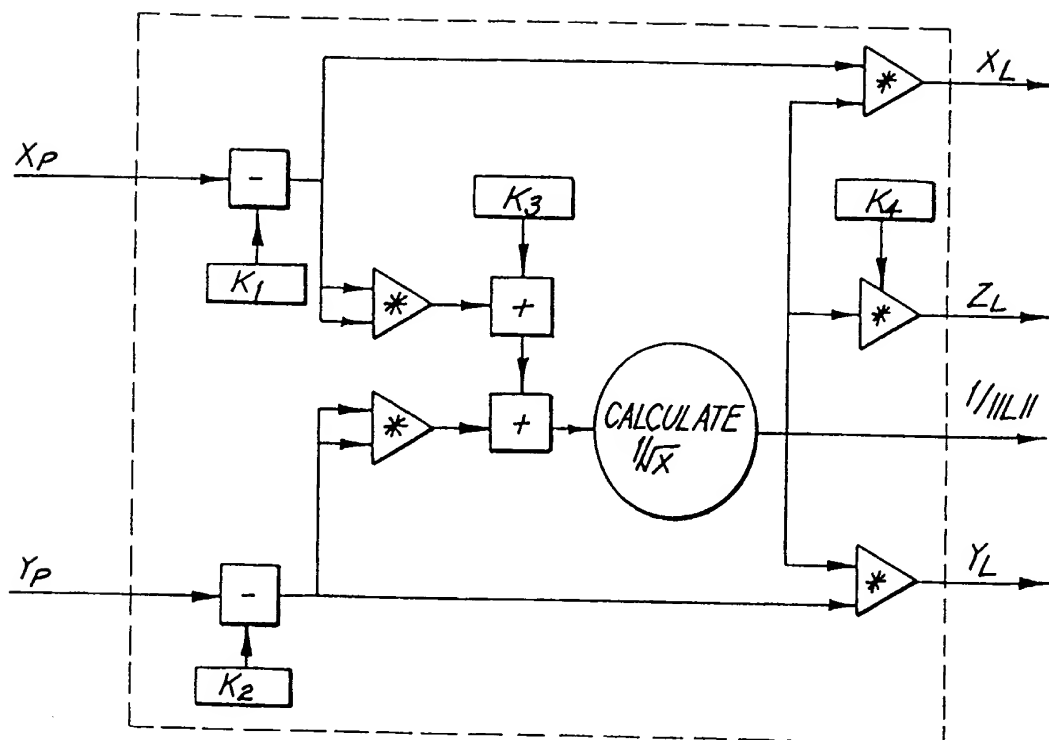 X_L
*
X_P
-
K_3
K_4
K_1
*
+
*
Z_L
*
+
CALCULATE
1/√X
1/||L||
Y_P
-
*
Y_L
K_2